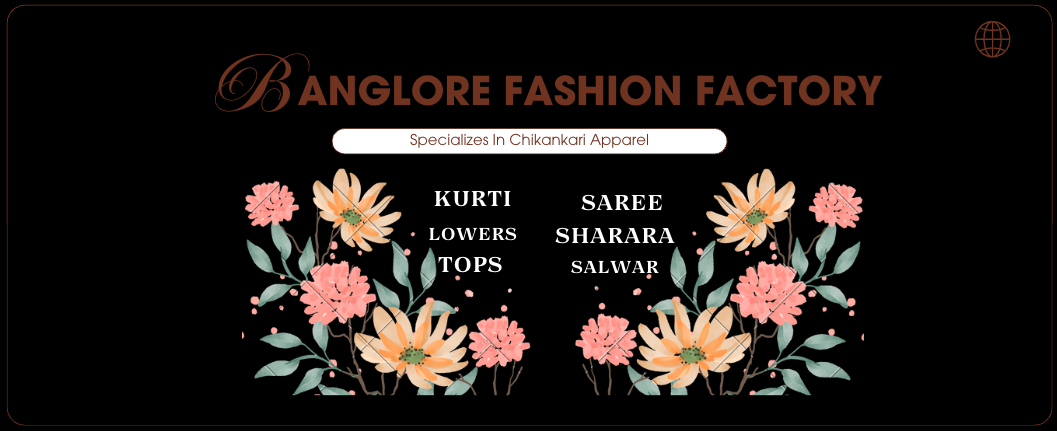 BANGLORE FASHION FACTORY
Specializes In Chikankari Apparel
KURTI
LOWERS
TOPS
SAREE
SHARARA
SALWAR